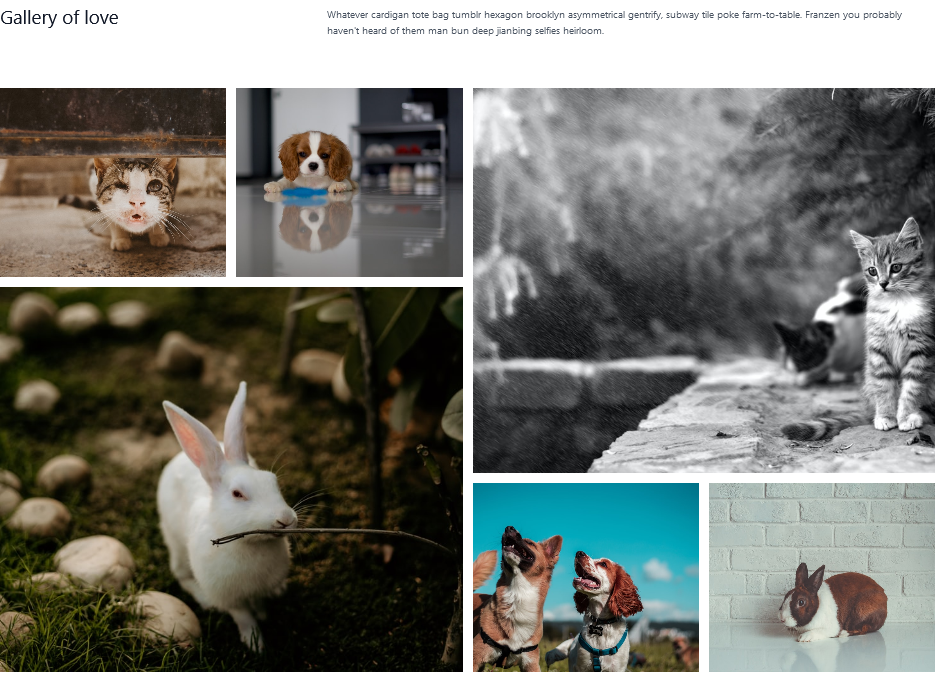 Gallery of love
Whatever cardigan tote bag tumblr hexagon brooklyn asymmetrical gentrify, subway tile poke farm-to-table. Franzen you probably
haven't heard of them man bun deep jianbing selfies heirloom.